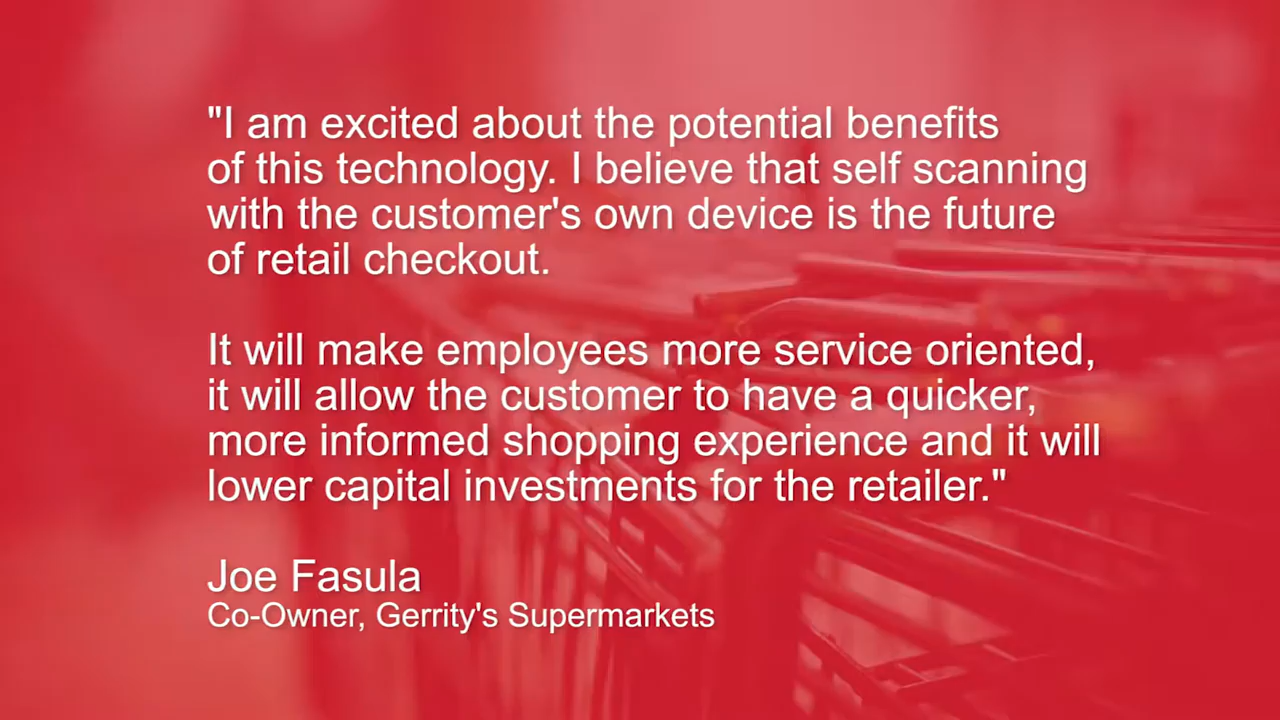 "I am excited about the potential benefits
of this technology. I believe that self scanning
with the customer's own device is the future
of retail checkout.
It will make employees more service oriented,
it will allow the customer to have a quicker,
more informed shopping experience and it will
lower capital investments for the retailer."
Joe Fasula
Co-Owner, Gerrity's Supermarkets